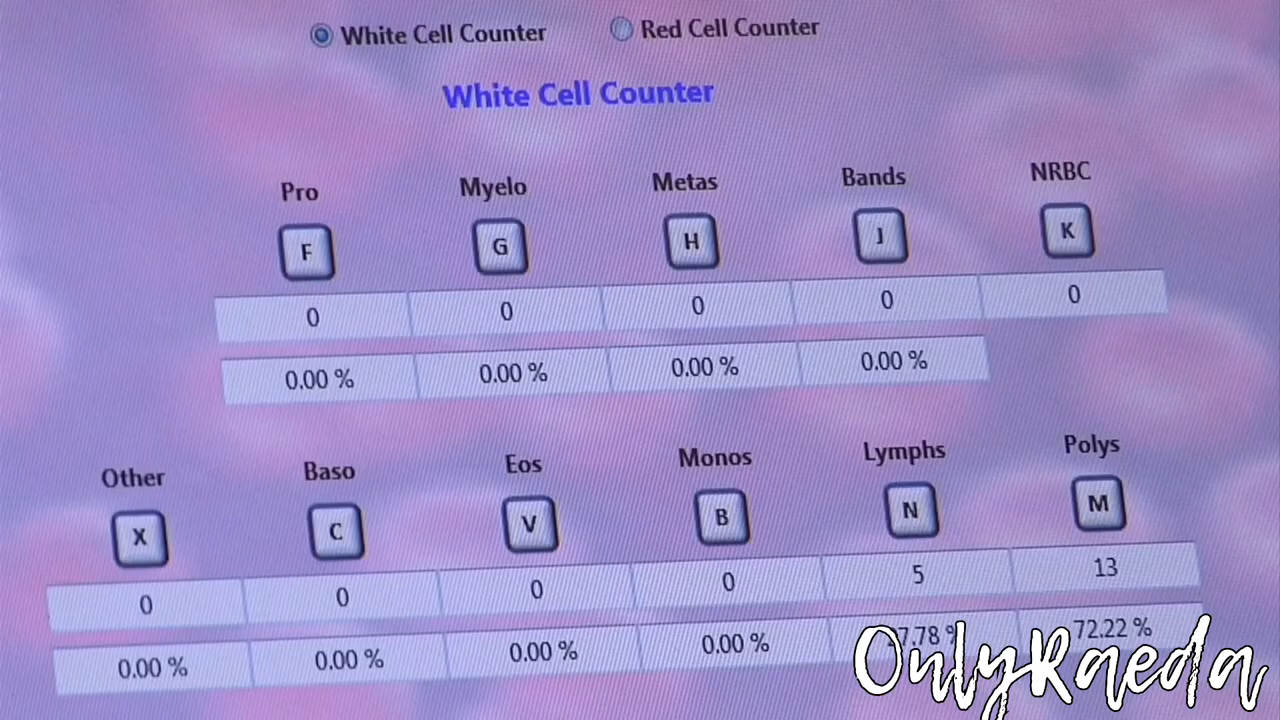 White Cell Counter Red Cell Counter
White Cell Counter
Pro Myelo Metas Bands NRBC
F G H J K
0 0 0 0 0
0.00 % 0.00 % 0.00 % 0.00 %
Other Baso Eos Monos Lymphs Polys
X C V B N M
0 0 0 0 5 13
0.00 % 0.00 % 0.00 % 0.00 % 72.22 %
OnlyRaeda